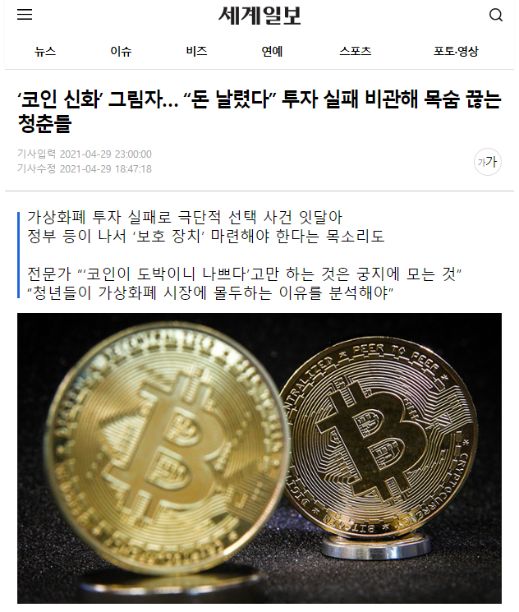 세계일보
뉴스 이슈 비즈 연예 스포츠 포토·영상
‘코인 신화’ 그림자… “돈 날렸다” 투자 실패 비관해 목숨 끊는
청춘들
기사입력 2021-04-29 23:00:00
기사수정 2021-04-29 18:47:18
가가
가상화폐 투자 실패로 극단적 선택 사건 잇달아
정부 등이 나서 ‘보호 장치’ 마련해야 한다는 목소리도
전문가 “‘코인이 도박이니 나쁘다’고만 하는 것은 궁지에 모는 것”
“청년들이 가상화폐 시장에 몰두하는 이유를 분석해야”
PEER TO PEER
BITCOIN